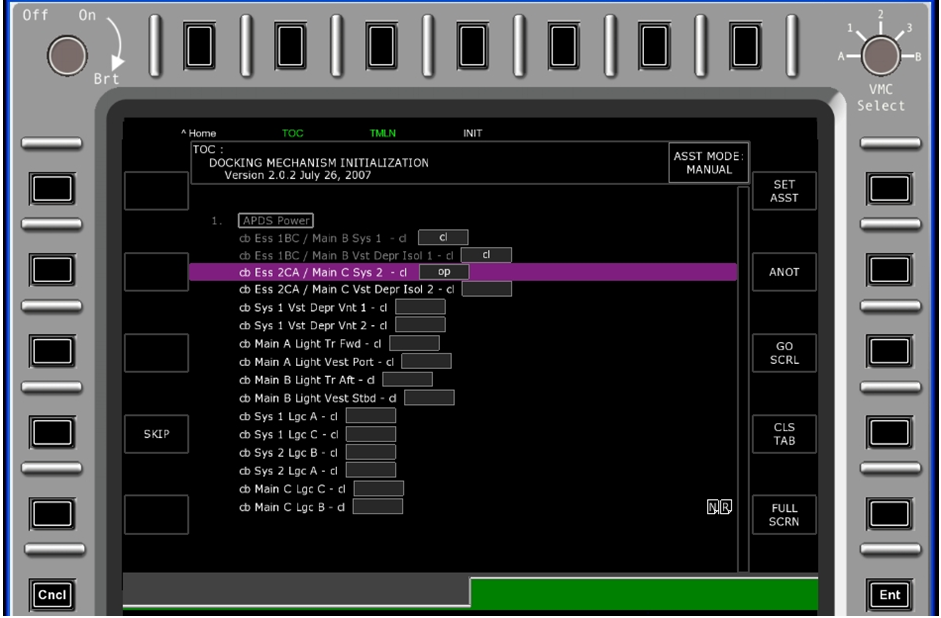 Off On
Brt
1 2 3
A B
VMC
Select
^ Home TOC TMLN INIT
TOC :
DOCKING MECHANISM INITIALIZATION
Version 2.0.2 July 26, 2007
ASST MODE:
MANUAL
SET
ASST
1. APDS Power
cb Ess 1BC / Main B Sys 1 - cl cl
cb Ess 1BC / Main B Vst Depr Isol 1 - cl cl
cb Ess 2CA / Main C Sys 2 - cl op
ANOT
cb Ess 2CA / Main C Vst Depr Isol 2 - cl
cb Sys 1 Vst Depr Vnt 1 - cl
cb Sys 1 Vst Depr Vnt 2 - cl
cb Main A Light Tr Fwd - cl
GO
SCRL
cb Main A Light Vest Port - cl
cb Main B Light Tr Aft - cl
cb Main B Light Vest Stbd - cl
cb Sys 1 Lgc A - cl
cb Sys 1 Lgc C - cl
SKIP
CLS
TAB
cb Sys 2 Lgc B - cl
cb Sys 2 Lgc A - cl
cb Main C Lgc C - cl
cb Main C Lgc B - cl
N R
FULL
SCRN
Cncl Ent